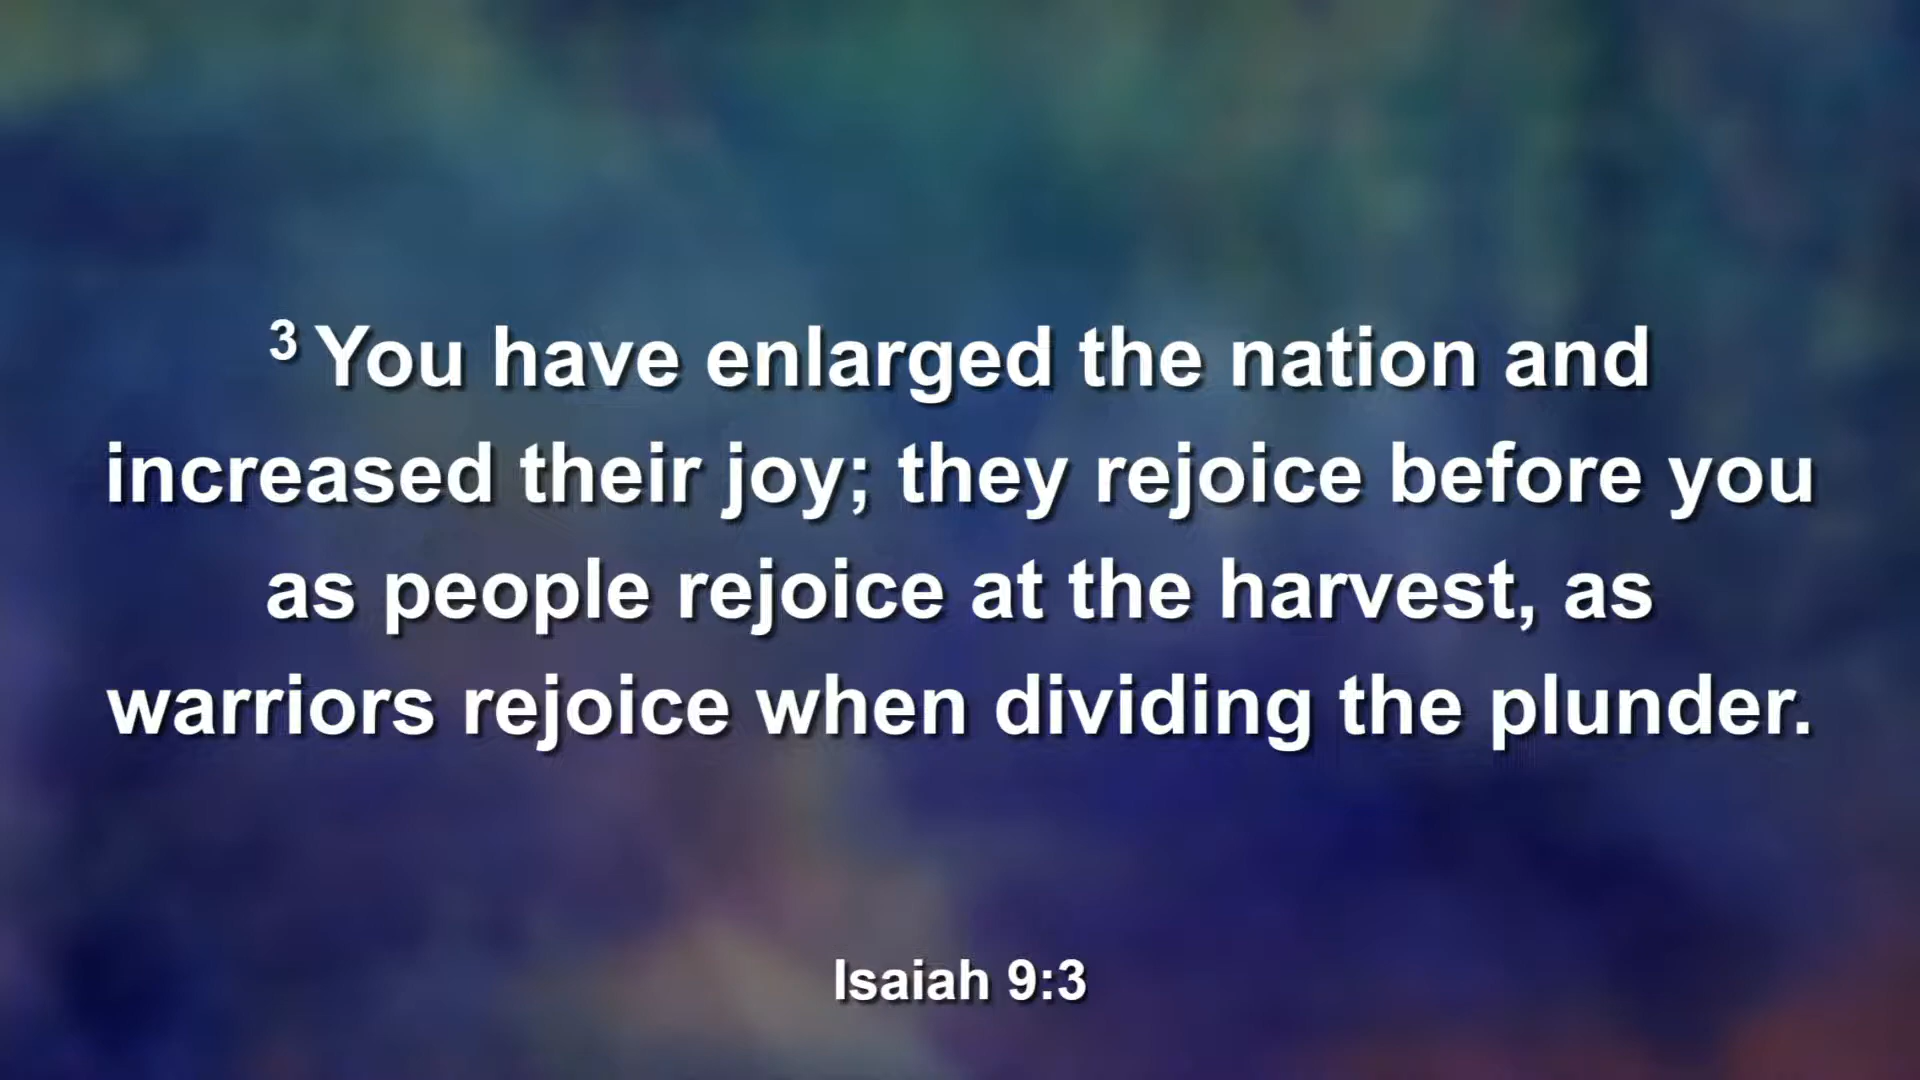 3 You have enlarged the nation and
increased their joy; they rejoice before you
as people rejoice at the harvest, as
warriors rejoice when dividing the plunder.
Isaiah 9:3